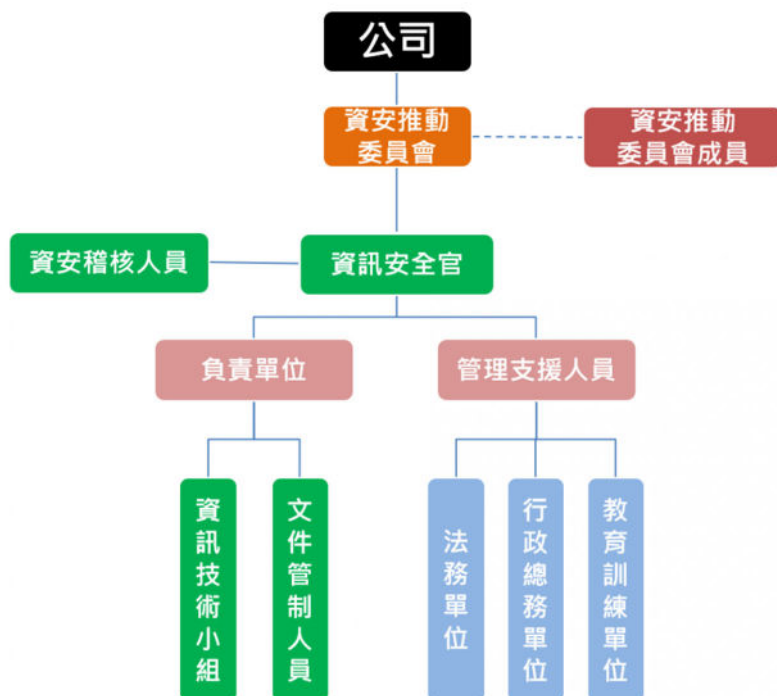 公司
資安推動
委員會
資安推動
委員會成員
資安稽核人員
資訊安全官
負責單位
管理支援人員
資訊技術小組
文件管制人員
法務單位
行政總務單位
教育訓練單位